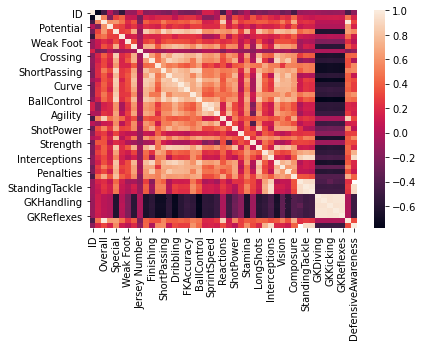 ID
Potential
Weak Foot
Crossing
ShortPassing
Curve
BallControl
Agility
ShotPower
Strength
Interceptions
Penalties
StandingTackle
GKHandling
GKReflexes
1.0
0.8
0.6
0.4
0.2
0.0
−0.2
−0.4
−0.6
ID
Overall
Special
Weak Foot
Jersey Number
Finishing
ShortPassing
Dribbling
FKAccuracy
BallControl
SprintSpeed
Reactions
ShotPower
Stamina
LongShots
Interceptions
Vision
Composure
StandingTackle
GKDiving
GKKicking
GKReflexes
DefensiveAwareness